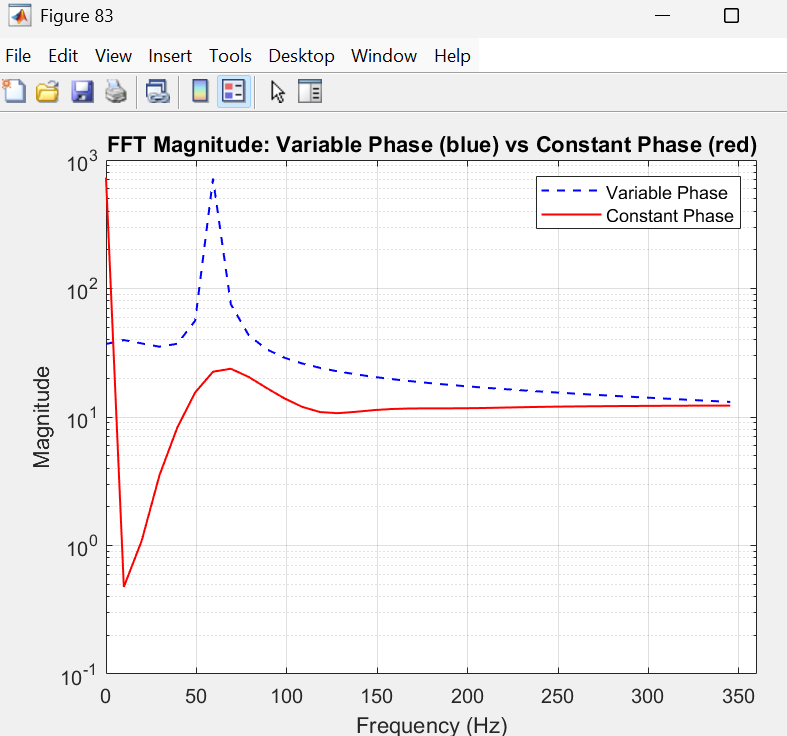 Figure 83
File Edit View Insert Tools Desktop Window Help
FFT Magnitude: Variable Phase (blue) vs Constant Phase (red)
Variable Phase
Constant Phase
10^3
10^2
10^1
10^0
10^-1
Magnitude
0 50 100 150 200 250 300 350
Frequency (Hz)